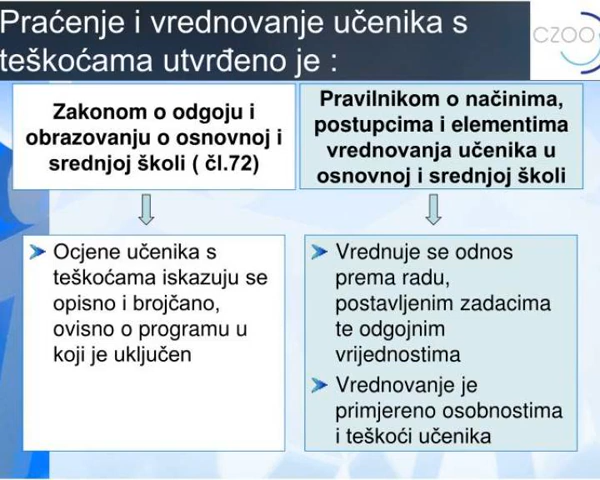 Praćenje i vrednovanje učenika s
teškoćama utvrđeno je :
CZOO
Zakonom o odgoju i
obrazovanju o osnovnoj i
srednjoj školi ( čl.72)
Pravilnikom o načinima,
postupcima i elementima
vrednovanja učenika u
osnovnoj i srednjoj školi
Ocjene učenika s
teškoćama iskazuju se
opisno i brojčano,
ovisno o programu u
koji je uključen
Vrednuje se odnos
prema radu,
postavljenim zadacima
te odgojnim
vrijednostima
Vrednovanje je
primjereno osobnostima
i teškoći učenika